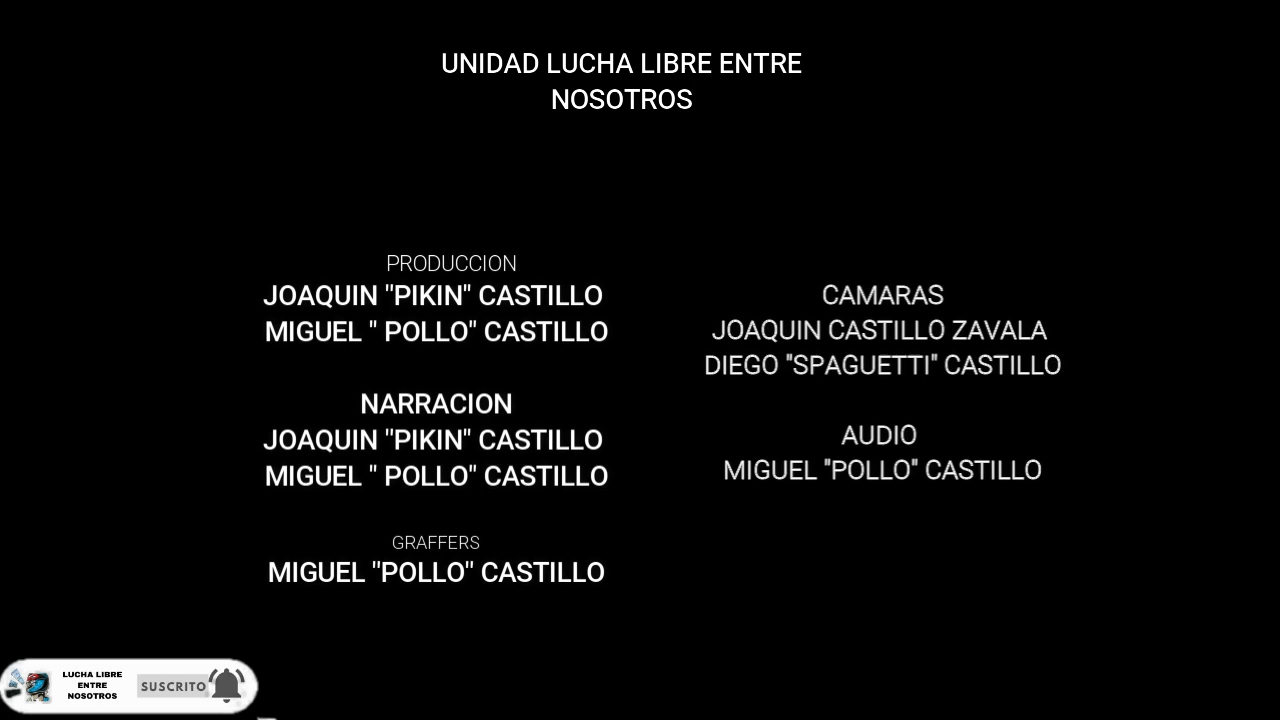 UNIDAD LUCHA LIBRE ENTRE
NOSOTROS
PRODUCCION
JOAQUIN "PIKIN" CASTILLO
MIGUEL " POLLO" CASTILLO
NARRACION
JOAQUIN "PIKIN" CASTILLO
MIGUEL " POLLO" CASTILLO
GRAFFERS
MIGUEL "POLLO" CASTILLO
CAMARAS
JOAQUIN CASTILLO ZAVALA
DIEGO "SPAGUETTI" CASTILLO
AUDIO
MIGUEL "POLLO" CASTILLO
LUCHA LIBRE
ENTRE
NOSOTROS
SUSCRITO